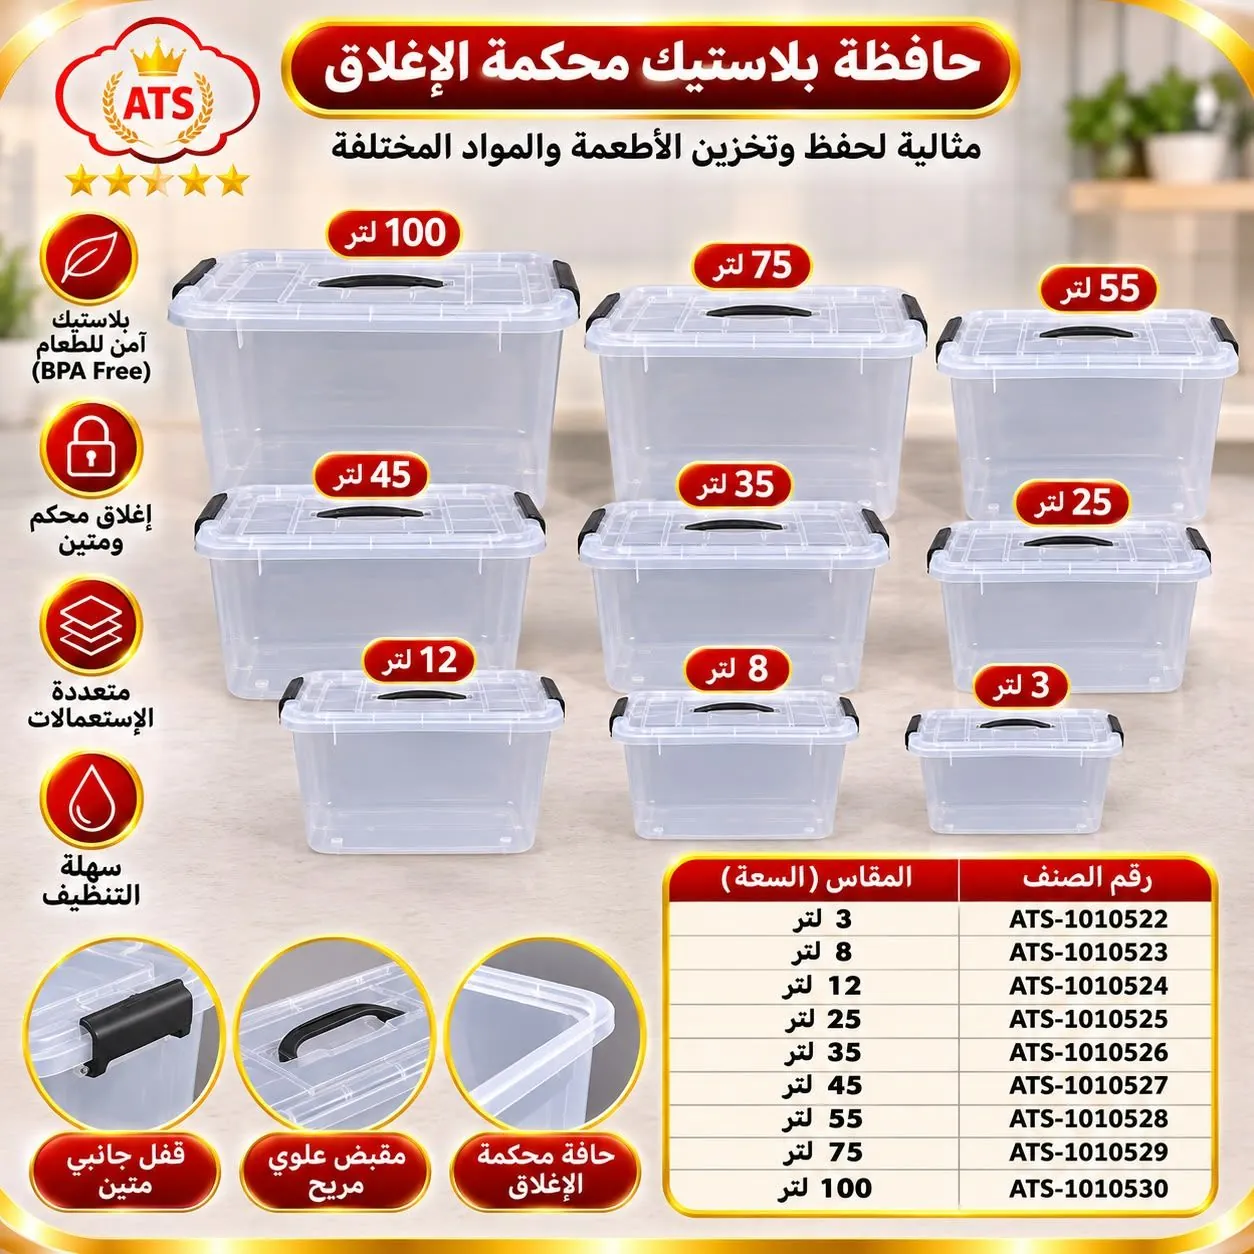 ATS
حافظة بلاستيك محكمة الإغلاق
مثالية لحفظ وتخزين الأطعمة والمواد المختلفة
بلاستيك
آمن للطعام
(BPA Free)
إغلاق محكم
ومتين
متعددة
الإستعمالات
سهلة
التنظيف
100 لتر
75 لتر
55 لتر
45 لتر
35 لتر
25 لتر
12 لتر
8 لتر
3 لتر
قفل جانبي
متين
مقبض علوي
مريح
حافة محكمة
الإغلاق
رقم الصنف المقاس (السعة)
ATS-1010522 3 لتر
ATS-1010523 8 لتر
ATS-1010524 12 لتر
ATS-1010525 25 لتر
ATS-1010526 35 لتر
ATS-1010527 45 لتر
ATS-1010528 55 لتر
ATS-1010529 75 لتر
ATS-1010530 100 لتر